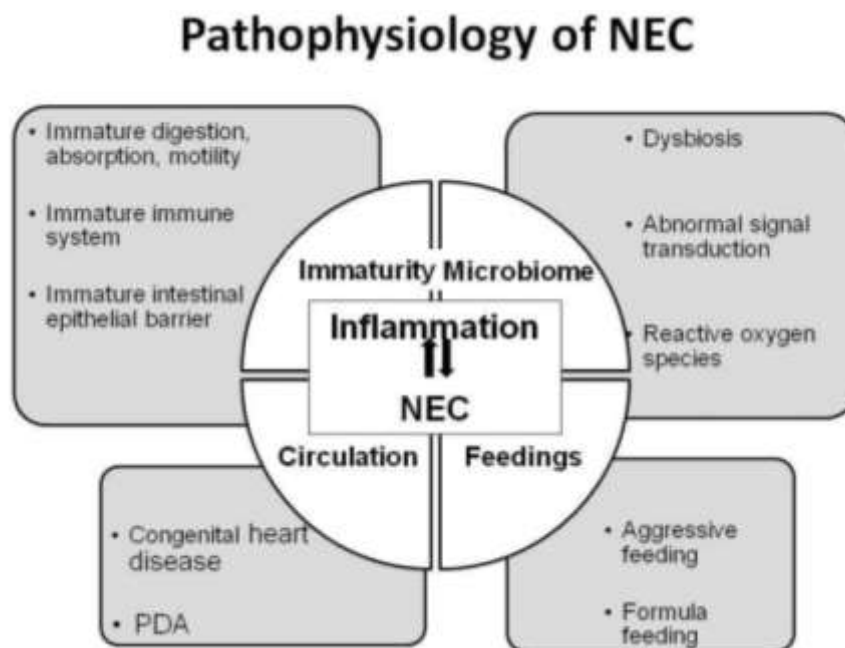 Pathophysiology of NEC
• Immature digestion,
absorption, motility
• Immature immune
system
• Immature intestinal
epithelial barrier
• Dysbiosis
• Abnormal signal
transduction
• Reactive oxygen
species
Immaturity
Microbiome
Inflammation
NEC
Circulation
Feedings
• Congenital heart
disease
• PDA
• Aggressive
feeding
• Formula
feeding